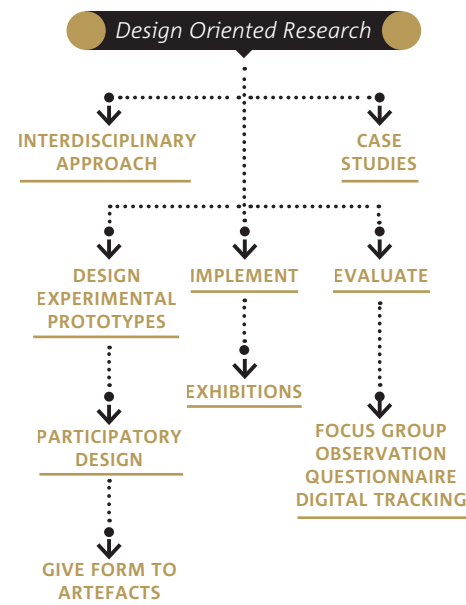 Design Oriented Research
INTERDISCIPLINARY
APPROACH
CASE
STUDIES
DESIGN
EXPERIMENTAL
PROTOTYPES
IMPLEMENT
EVALUATE
EXHIBITIONS
PARTICIPATORY
DESIGN
FOCUS GROUP
OBSERVATION
QUESTIONNAIRE
DIGITAL TRACKING
GIVE FORM TO
ARTEFACTS